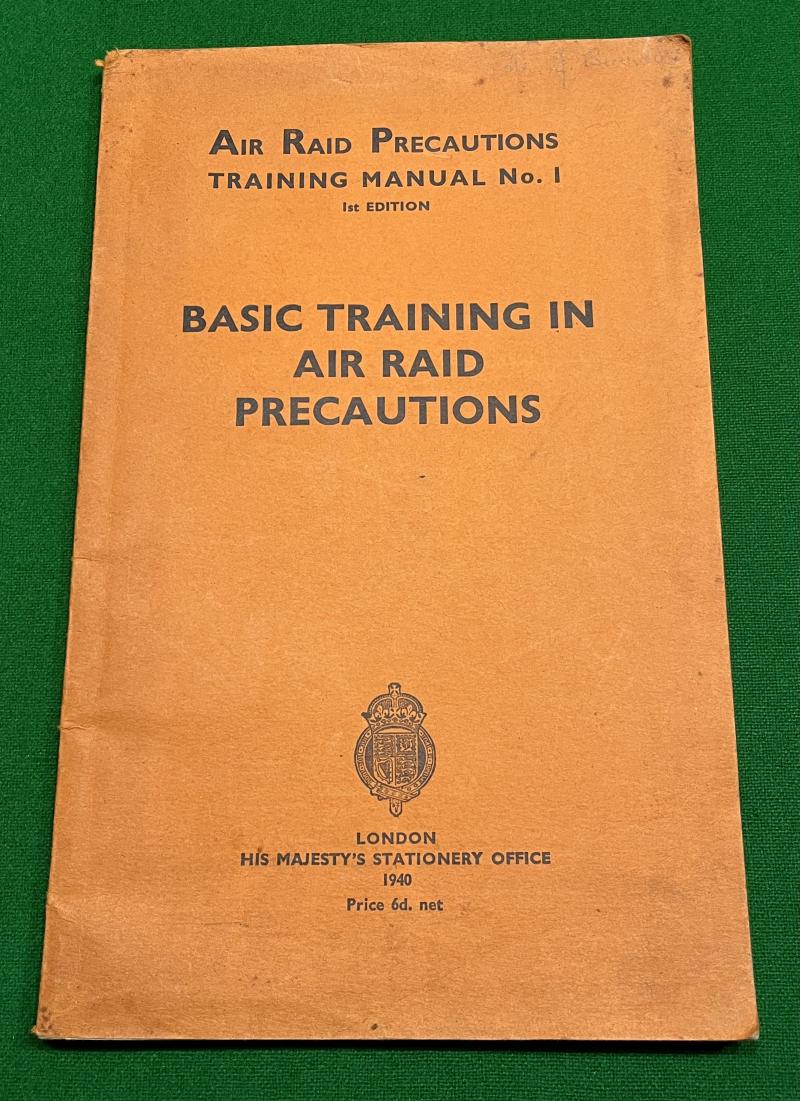 AIR RAID PRECAUTIONS
TRAINING MANUAL No. 1
1st EDITION
BASIC TRAINING IN
AIR RAID
PRECAUTIONS
LONDON
HIS MAJESTY'S STATIONERY OFFICE
1940
Price 6d. net